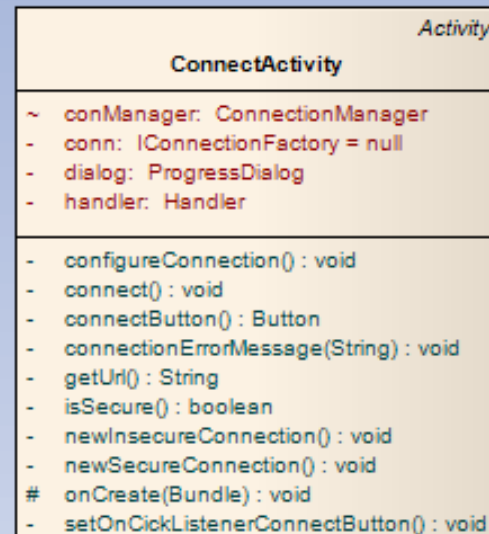 Activity
ConnectActivity
~ conManager: ConnectionManager
- conn: IConnectionFactory = null
- dialog: ProgressDialog
- handler: Handler
- configureConnection() : void
- connect() : void
- connectButton() : Button
- connectionErrorMessage(String) : void
- getUrl() : String
- isSecure() : boolean
- newInsecureConnection() : void
- newSecureConnection() : void
# onCreate(Bundle) : void
- setOnCickListenerConnectButton() : void